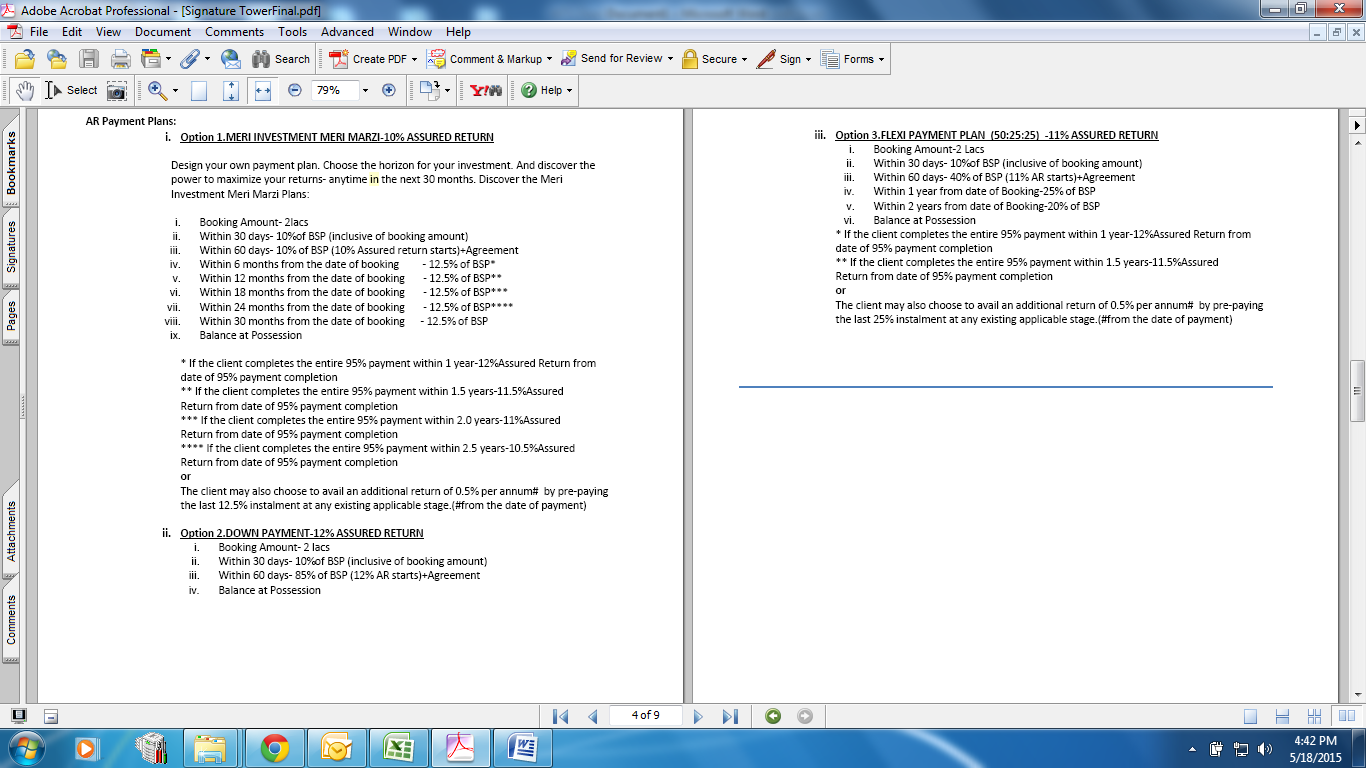 Adobe Acrobat Professional - [Signature TowerFinal.pdf]
File Edit View Document Comments Tools Advanced Window Help
Search Create PDF Comment & Markup Send for Review Secure Sign Forms
Select 79% Y! Help
Bookmarks
Signatures
Pages
Attachments
Comments
AR Payment Plans:
i. Option 1.MERI INVESTMENT MERI MARZI-10% ASSURED RETURN
Design your own payment plan. Choose the horizon for your investment. And discover the
power to maximize your returns- anytime in the next 30 months. Discover the Meri
Investment Meri Marzi Plans:
i. Booking Amount- 2lacs
ii. Within 30 days- 10%of BSP (inclusive of booking amount)
iii. Within 60 days- 10% of BSP (10% Assured return starts)+Agreement
iv. Within 6 months from the date of booking - 12.5% of BSP*
v. Within 12 months from the date of booking - 12.5% of BSP**
vi. Within 18 months from the date of booking - 12.5% of BSP***
vii. Within 24 months from the date of booking - 12.5% of BSP****
viii. Within 30 months from the date of booking - 12.5% of BSP
ix. Balance at Possession
* If the client completes the entire 95% payment within 1 year-12%Assured Return from
date of 95% payment completion
** If the client completes the entire 95% payment within 1.5 years-11.5%Assured
Return from date of 95% payment completion
*** If the client completes the entire 95% payment within 2.0 years-11%Assured
Return from date of 95% payment completion
**** If the client completes the entire 95% payment within 2.5 years-10.5%Assured
Return from date of 95% payment completion
or
The client may also choose to avail an additional return of 0.5% per annum# by pre-paying
the last 12.5% instalment at any existing applicable stage.(#from the date of payment)
ii. Option 2.DOWN PAYMENT-12% ASSURED RETURN
i. Booking Amount- 2 lacs
ii. Within 30 days- 10%of BSP (inclusive of booking amount)
iii. Within 60 days- 85% of BSP (12% AR starts)+Agreement
iv. Balance at Possession
iii. Option 3.FLEXI PAYMENT PLAN (50:25:25) -11% ASSURED RETURN
i. Booking Amount-2 Lacs
ii. Within 30 days- 10%of BSP (inclusive of booking amount)
iii. Within 60 days- 40% of BSP (11% AR starts)+Agreement
iv. Within 1 year from date of Booking-25% of BSP
v. Within 2 years from date of Booking-20% of BSP
vi. Balance at Possession
* If the client completes the entire 95% payment within 1 year-12%Assured Return from
date of 95% payment completion
** If the client completes the entire 95% payment within 1.5 years-11.5%Assured
Return from date of 95% payment completion
or
The client may also choose to avail an additional return of 0.5% per annum# by pre-paying
the last 25% instalment at any existing applicable stage.(#from the date of payment)
4 of 9
4:42 PM
5/18/2015